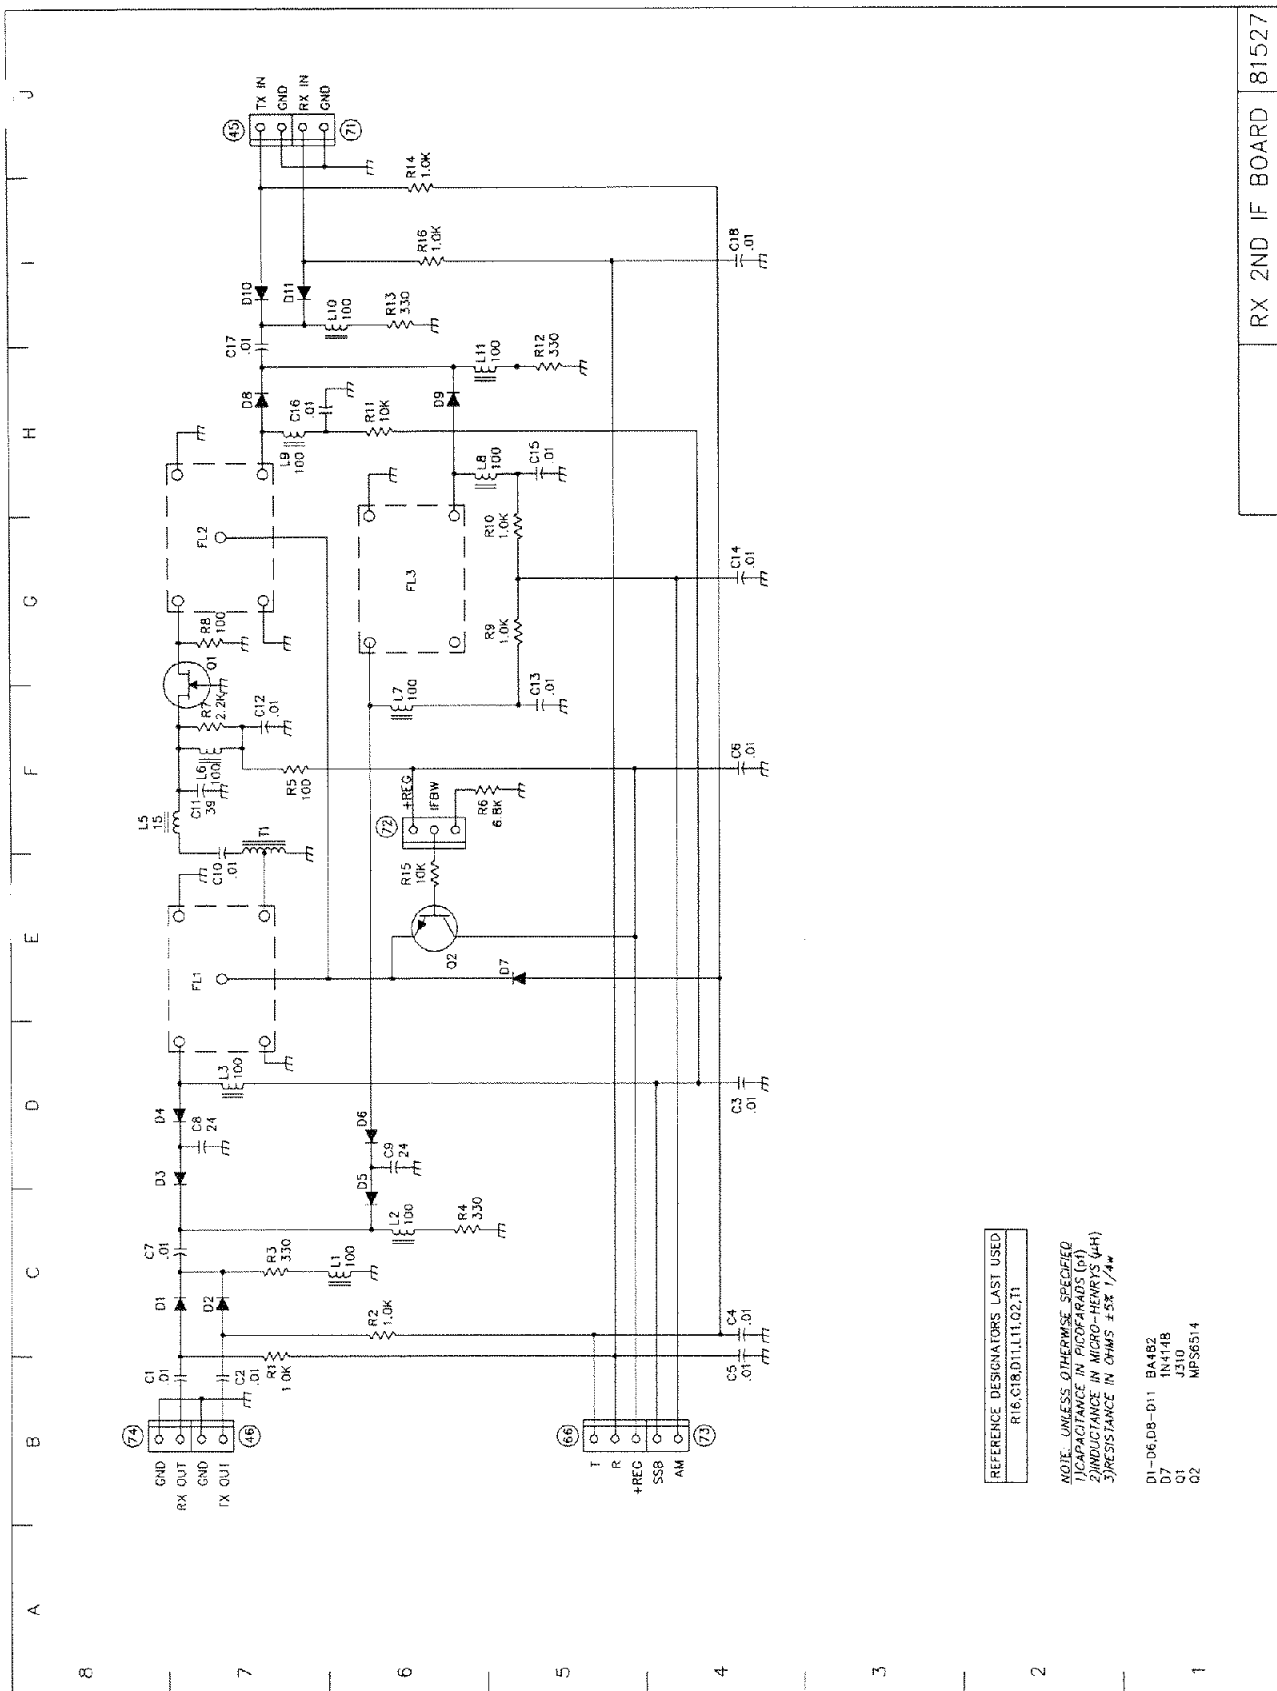 A B C D E F G H I J
8
7
6
5
4
3
2
1
74
GND
RX OUT
GND
TX OUT
46
C1
.01
C2
.01
R1
1.0K
D1
D2
R2
1.0K
C7
.01
R3
330
L1
100
D3
D4
C8
24
D5
D6
C9
24
L2
100
R4
330
L3
100
FL1
L5
15
C10
.01
T1
C11
39
L6
100
R7
2.2K
C12
.01
R5
100
Q1
R8
100
FL2
D8
L9
100
C16
.01
R11
10K
C17
.01
D10
D11
L10
100
R13
330
45
TX IN
GND
RX IN
GND
71
R14
1.0K
R16
1.0K
L7
100
C13
.01
FL3
R9
1.0K
R10
1.0K
L8
100
C15
.01
D9
L11
100
R12
330
72
+REG
IFBW
R6
6.8K
R15
10K
Q2
D7
66
T
R
+REG
SSB
AM
73
C5
.01
C4
.01
C3
.01
C6
.01
C14
.01
C18
.01
REFERENCE DESIGNATORS LAST USED
R16,C18,D11,L11,Q2,T1
NOTE: UNLESS OTHERWISE SPECIFIED
1)CAPACITANCE IN PICOFARADS (pf)
2)INDUCTANCE IN MICRO-HENRYS (µH)
3)RESISTANCE IN OHMS ±5% 1/4w
D1-D6,D8-D11 BA482
D7 1N4148
Q1 J310
Q2 MPS6514
RX 2ND IF BOARD 81527